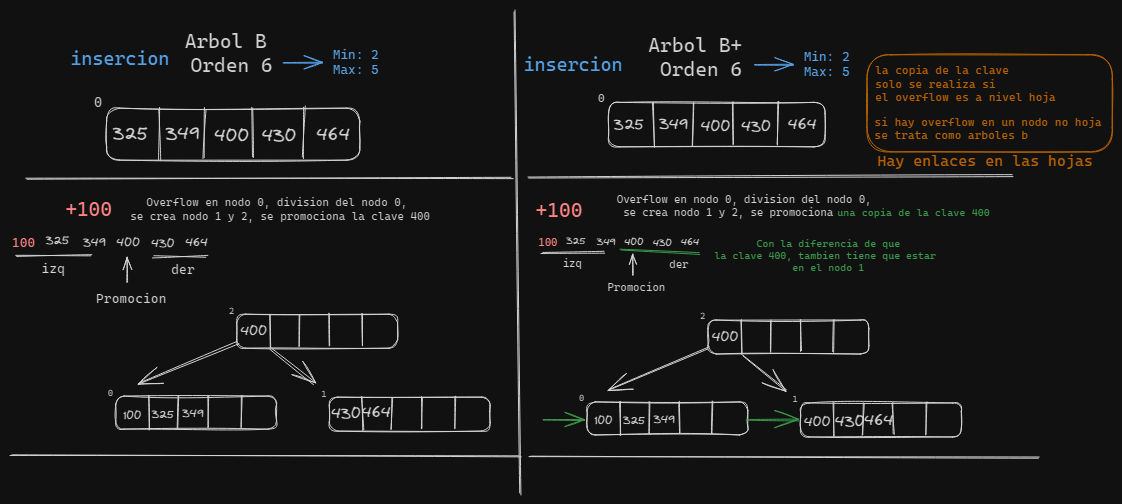 insercion
Arbol B
Orden 6
Min: 2
Max: 5
0
325 349 400 430 464
+100
Overflow en nodo 0, division del nodo 0,
se crea nodo 1 y 2, se promociona la clave 400
100 325 349 400 430 464
izq
der
Promocion
2
400
0
100 325 349
1
430 464
insercion
Arbol B+
Orden 6
Min: 2
Max: 5
la copia de la clave
solo se realiza si
el overflow es a nivel hoja
si hay overflow en un nodo no hoja
se trata como arboles b
Hay enlaces en las hojas
0
325 349 400 430 464
+100
Overflow en nodo 0, division del nodo 0,
se crea nodo 1 y 2, se promociona una copia de la clave 400
100 325 349 400 430 464
izq
der
Promocion
Con la diferencia de que
la clave 400, tambien tiene que estar
en el nodo 1
2
400
0
100 325 349
1
400 430 464